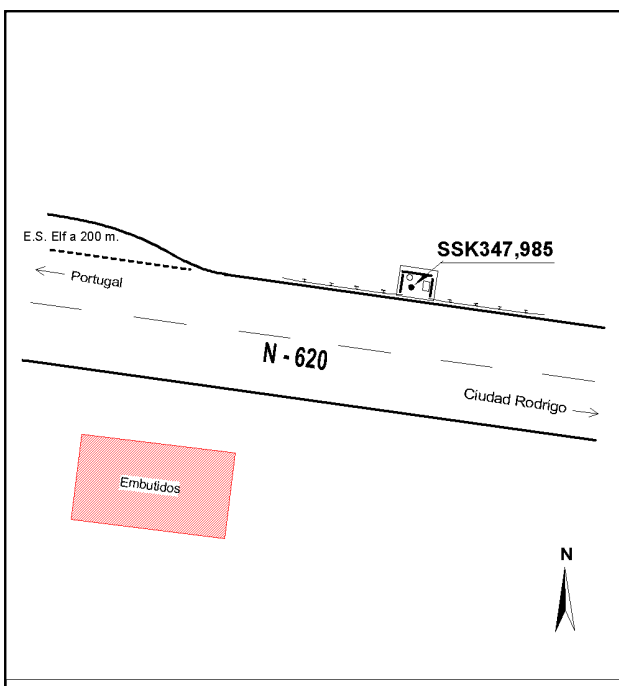 E.S. Elf a 200 m.
SSK347,985
Portugal
N - 620
Ciudad Rodrigo
Embutidos
N